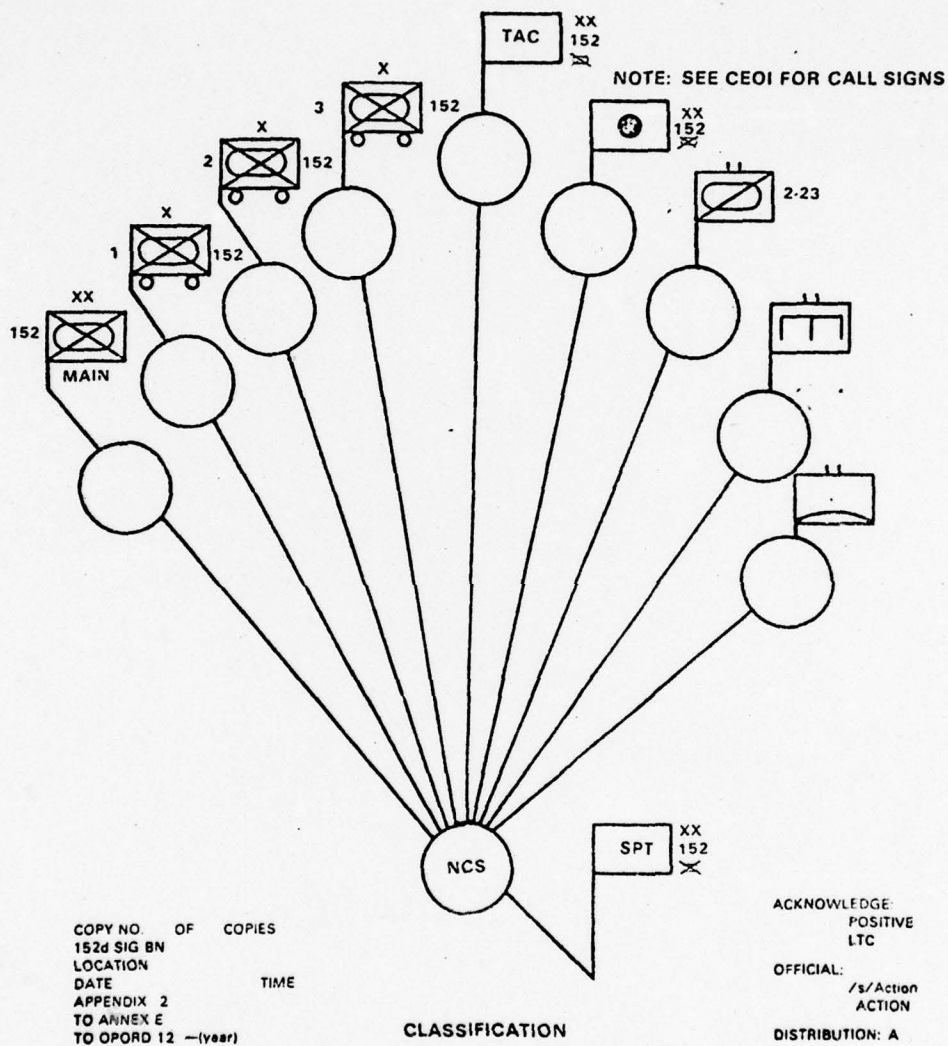 TAC
XX
152
NOTE: SEE CEOI FOR CALL SIGNS
X
3
152
XX
152
X
2
152
2-23
X
1
152
XX
152
MAIN
NCS
SPT
XX
152
COPY NO. OF COPIES
152d SIG BN
LOCATION
DATE TIME
APPENDIX 2
TO ANNEX E
TO OPORD 12 —(year)
CLASSIFICATION
ACKNOWLEDGE:
POSITIVE
LTC
OFFICIAL:
/s/Action
ACTION
DISTRIBUTION: A